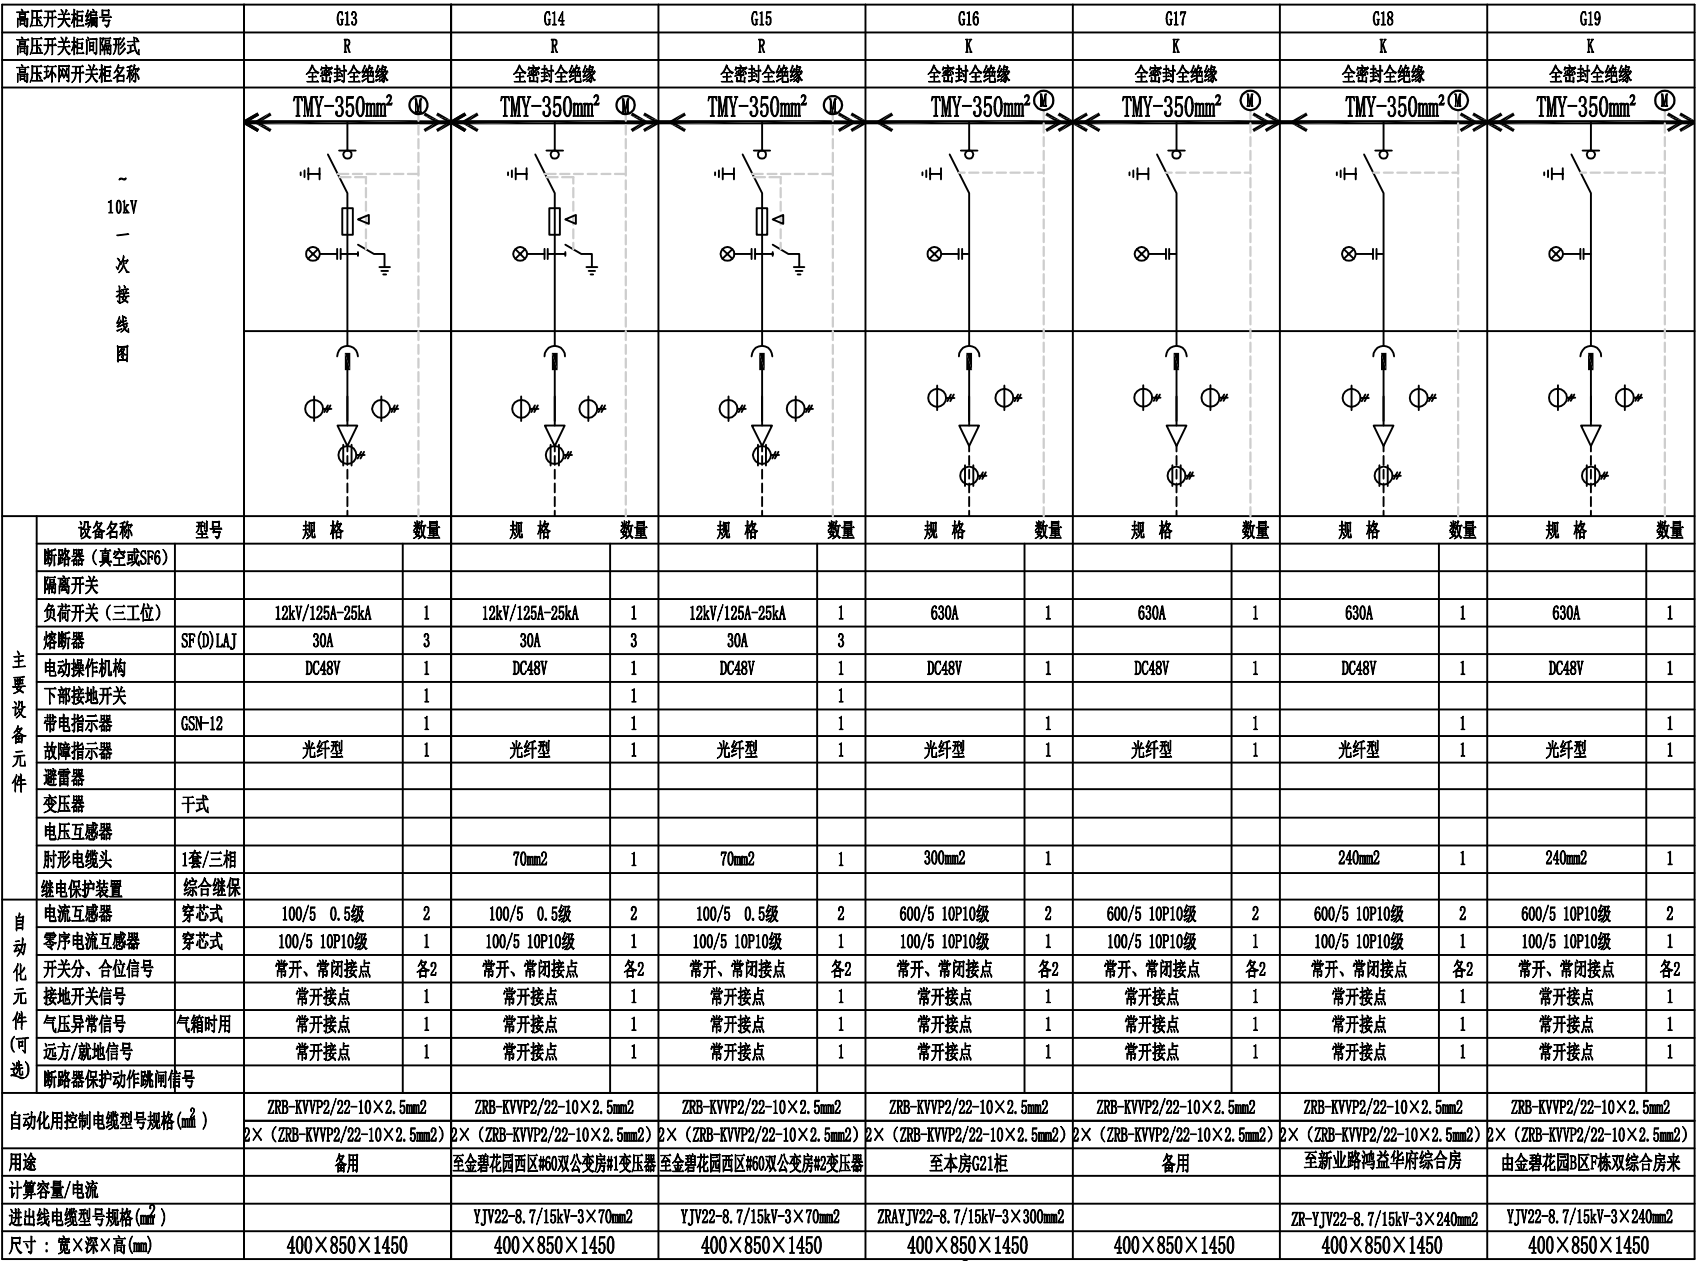 高压开关柜编号 G13 G14 G15 G16 G17 G18 G19
高压开关柜间隔形式 R R R K K K K
高压环网开关柜名称 全密封全绝缘 全密封全绝缘 全密封全绝缘 全密封全绝缘 全密封全绝缘 全密封全绝缘 全密封全绝缘
TMY-350mm² M TMY-350mm² M TMY-350mm² M TMY-350mm² M TMY-350mm² M TMY-350mm² M TMY-350mm² M
~
10kV
一
次
接
线
图
设备名称 型号 规 格 数量 规 格 数量 规 格 数量 规 格 数量 规 格 数量 规 格 数量 规 格 数量
主要设备元件
断路器（真空或SF6）
隔离开关
负荷开关（三工位） 12kV/125A-25kA 1 12kV/125A-25kA 1 12kV/125A-25kA 1 630A 1 630A 1 630A 1 630A 1
熔断器 SF(D)LAJ 30A 3 30A 3 30A 3
电动操作机构 DC48V 1 DC48V 1 DC48V 1 DC48V 1 DC48V 1 DC48V 1 DC48V 1
下部接地开关 1 1 1
带电指示器 GSN-12 1 1 1 1 1 1 1
故障指示器 光纤型 1 光纤型 1 光纤型 1 光纤型 1 光纤型 1 光纤型 1 光纤型 1
避雷器
变压器 干式
电压互感器
肘形电缆头 1套/三相 70mm2 1 70mm2 1 300mm2 1 240mm2 1 240mm2 1
继电保护装置 综合继保
自动化元件(可选)
电流互感器 穿芯式 100/5 0.5级 2 100/5 0.5级 2 100/5 0.5级 2 600/5 10P10级 2 600/5 10P10级 2 600/5 10P10级 2 600/5 10P10级 2
零序电流互感器 穿芯式 100/5 10P10级 1 100/5 10P10级 1 100/5 10P10级 1 100/5 10P10级 1 100/5 10P10级 1 100/5 10P10级 1 100/5 10P10级 1
开关分、合位信号 常开、常闭接点 各2 常开、常闭接点 各2 常开、常闭接点 各2 常开、常闭接点 各2 常开、常闭接点 各2 常开、常闭接点 各2 常开、常闭接点 各2
接地开关信号 常开接点 1 常开接点 1 常开接点 1 常开接点 1 常开接点 1 常开接点 1 常开接点 1
气压异常信号 气箱时用 常开接点 1 常开接点 1 常开接点 1 常开接点 1 常开接点 1 常开接点 1 常开接点 1
远方/就地信号 常开接点 1 常开接点 1 常开接点 1 常开接点 1 常开接点 1 常开接点 1 常开接点 1
断路器保护动作跳闸信号
自动化用控制电缆型号规格(mm²) ZRB-KVVP2/22-10×2.5mm2 ZRB-KVVP2/22-10×2.5mm2 ZRB-KVVP2/22-10×2.5mm2 ZRB-KVVP2/22-10×2.5mm2 ZRB-KVVP2/22-10×2.5mm2 ZRB-KVVP2/22-10×2.5mm2 ZRB-KVVP2/22-10×2.5mm2
2×（ZRB-KVVP2/22-10×2.5mm2） 2×（ZRB-KVVP2/22-10×2.5mm2） 2×（ZRB-KVVP2/22-10×2.5mm2） 2×（ZRB-KVVP2/22-10×2.5mm2） 2×（ZRB-KVVP2/22-10×2.5mm2） 2×（ZRB-KVVP2/22-10×2.5mm2） 2×（ZRB-KVVP2/22-10×2.5mm2）
用途 备用 至金碧花园西区#60双公变房#1变压器 至金碧花园西区#60双公变房#2变压器 至本房G21柜 备用 至新业路鸿益华府综合房 由金碧花园B区F栋双综合房来
计算容量/电流
进出线电缆型号规格(mm²) YJV22-8.7/15kV-3×70mm2 YJV22-8.7/15kV-3×70mm2 ZRAYJV22-8.7/15kV-3×300mm2 ZR-YJV22-8.7/15kV-3×240mm2 YJV22-8.7/15kV-3×240mm2
尺寸：宽×深×高(mm) 400×850×1450 400×850×1450 400×850×1450 400×850×1450 400×850×1450 400×850×1450 400×850×1450